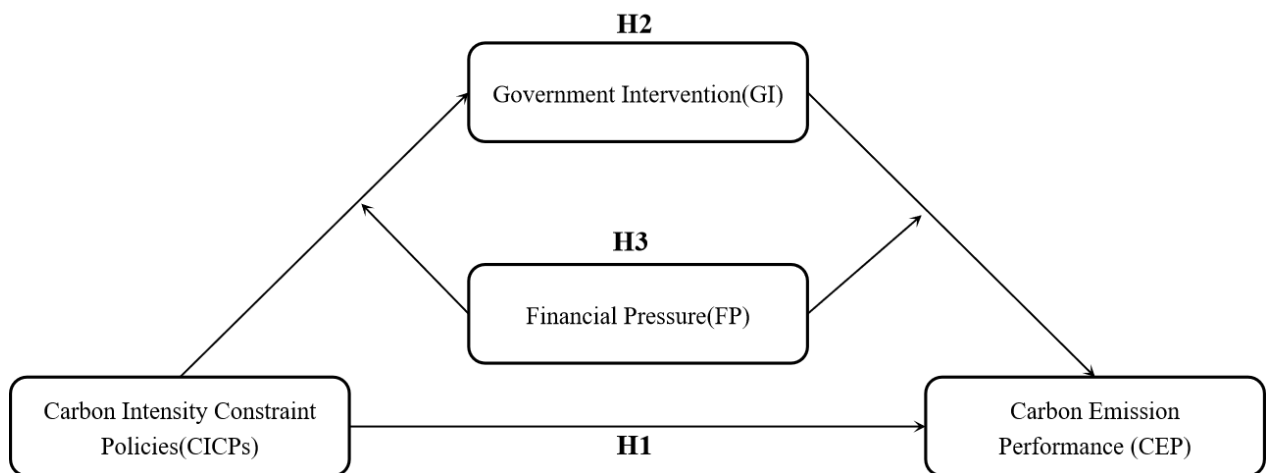 H2
Government Intervention(GI)
H3
Financial Pressure(FP)
Carbon Intensity Constraint
Policies(CICPs)
Carbon Emission
Performance (CEP)
H1